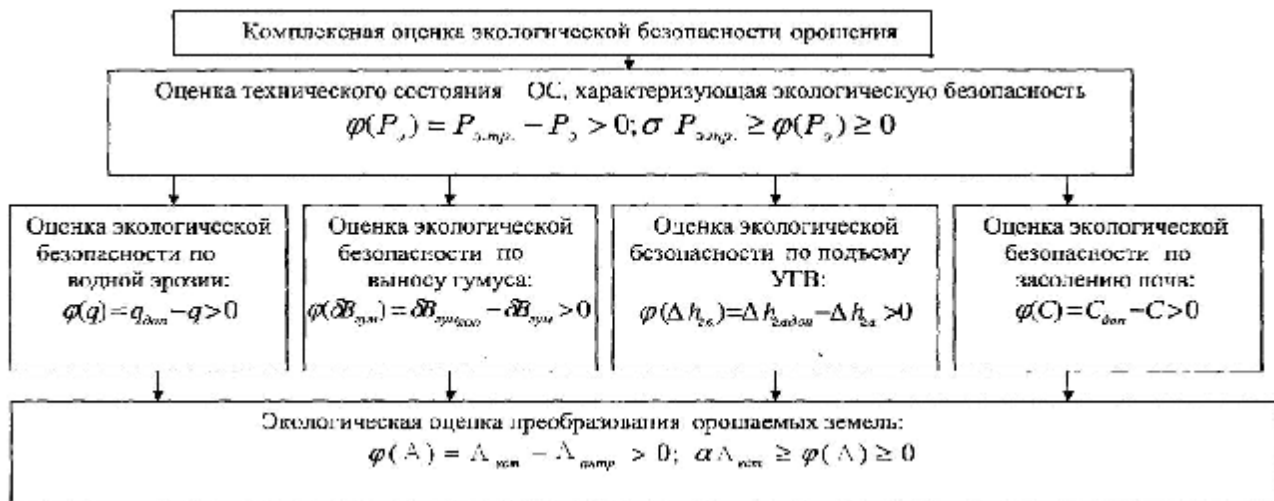 Комплексная оценка экологической безопасности орошения
Оценка технического состояния ОС, характеризующая экологическую безопасность
φ(Pэ) = Pэ.тр. − Pэ > 0; σ Pэ.тр. ≥ φ(Pэ) ≥ 0
Оценка экологической
безопасности по
водной эрозии:
φ(q)=qдоп−q>0
Оценка экологической
безопасности по
выносу гумуса:
φ(δBгум)=δBгумдоп−δBгум>0
Оценка экологической
безопасности по подъему
УГВ:
φ(Δhгв)=Δhгвдоп−Δhгв>0
Оценка экологической
безопасности по
засолению почв:
φ(C)=Cдоп−C>0
Экологическая оценка преобразования орошаемых земель:
φ(A) = Aуст − Aантр > 0; αAуст ≥ φ(A) ≥ 0